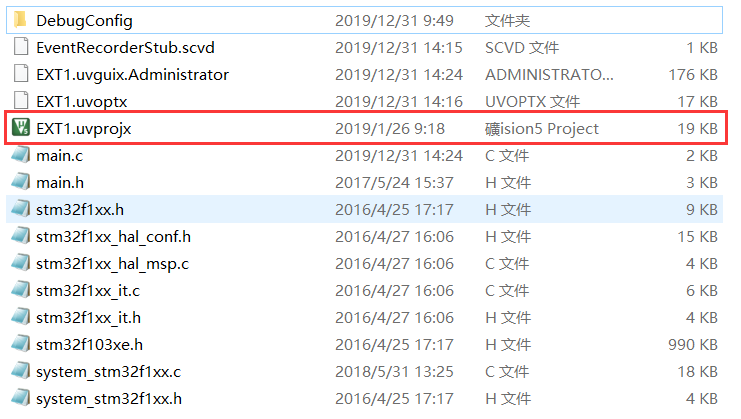 DebugConfig 2019/12/31 9:49 文件夹
EventRecorderStub.scvd 2019/12/31 14:15 SCVD 文件 1 KB
EXT1.uvguix.Administrator 2019/12/31 14:24 ADMINISTRATO... 176 KB
EXT1.uvoptx 2019/12/31 14:16 UVOPTX 文件 17 KB
EXT1.uvprojx 2019/1/26 9:18 礦ision5 Project 19 KB
main.c 2019/12/31 14:24 C 文件 2 KB
main.h 2017/5/24 15:37 H 文件 3 KB
stm32f1xx.h 2016/4/25 17:17 H 文件 9 KB
stm32f1xx_hal_conf.h 2016/4/27 16:06 H 文件 15 KB
stm32f1xx_hal_msp.c 2016/4/27 16:06 C 文件 4 KB
stm32f1xx_it.c 2016/4/27 16:06 C 文件 6 KB
stm32f1xx_it.h 2016/4/27 16:06 H 文件 4 KB
stm32f103xe.h 2016/4/25 17:17 H 文件 990 KB
system_stm32f1xx.c 2018/5/31 13:25 C 文件 18 KB
system_stm32f1xx.h 2016/4/25 17:17 H 文件 4 KB